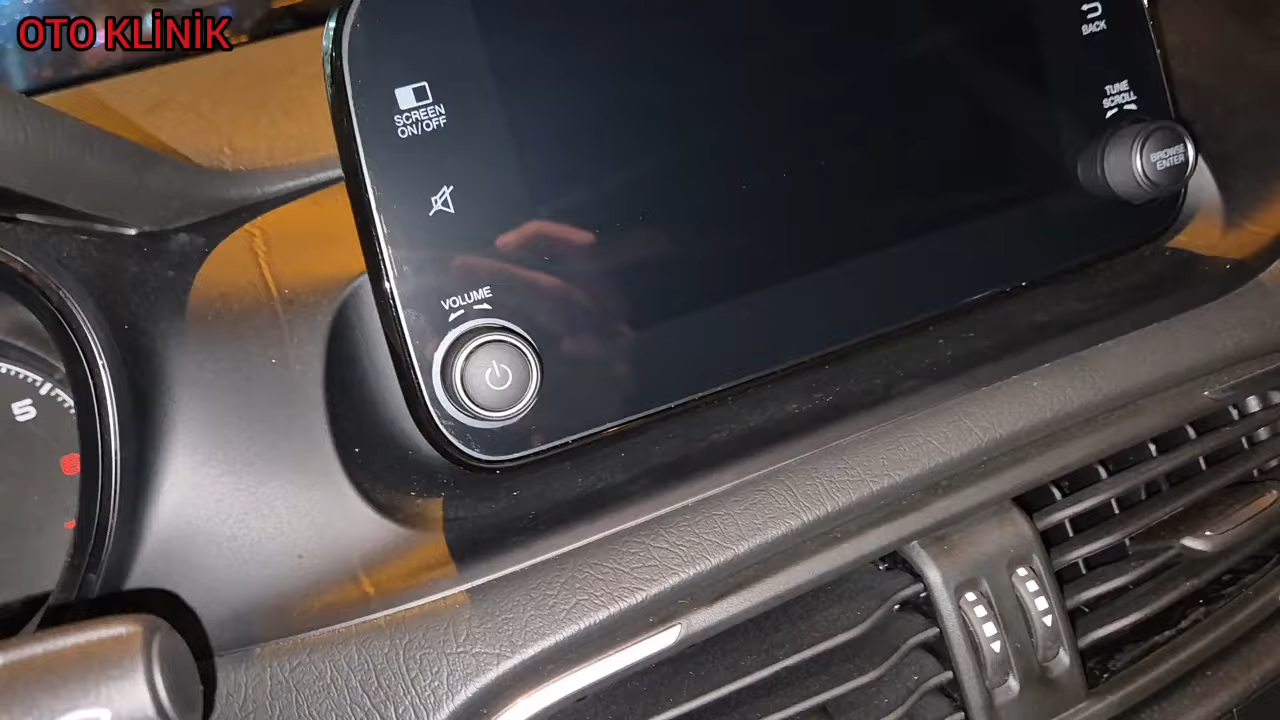 OTO KLİNİK
BACK
SCREEN
ON/OFF
TUNE
SCROLL
BROWSE
ENTER
VOLUME
5
6